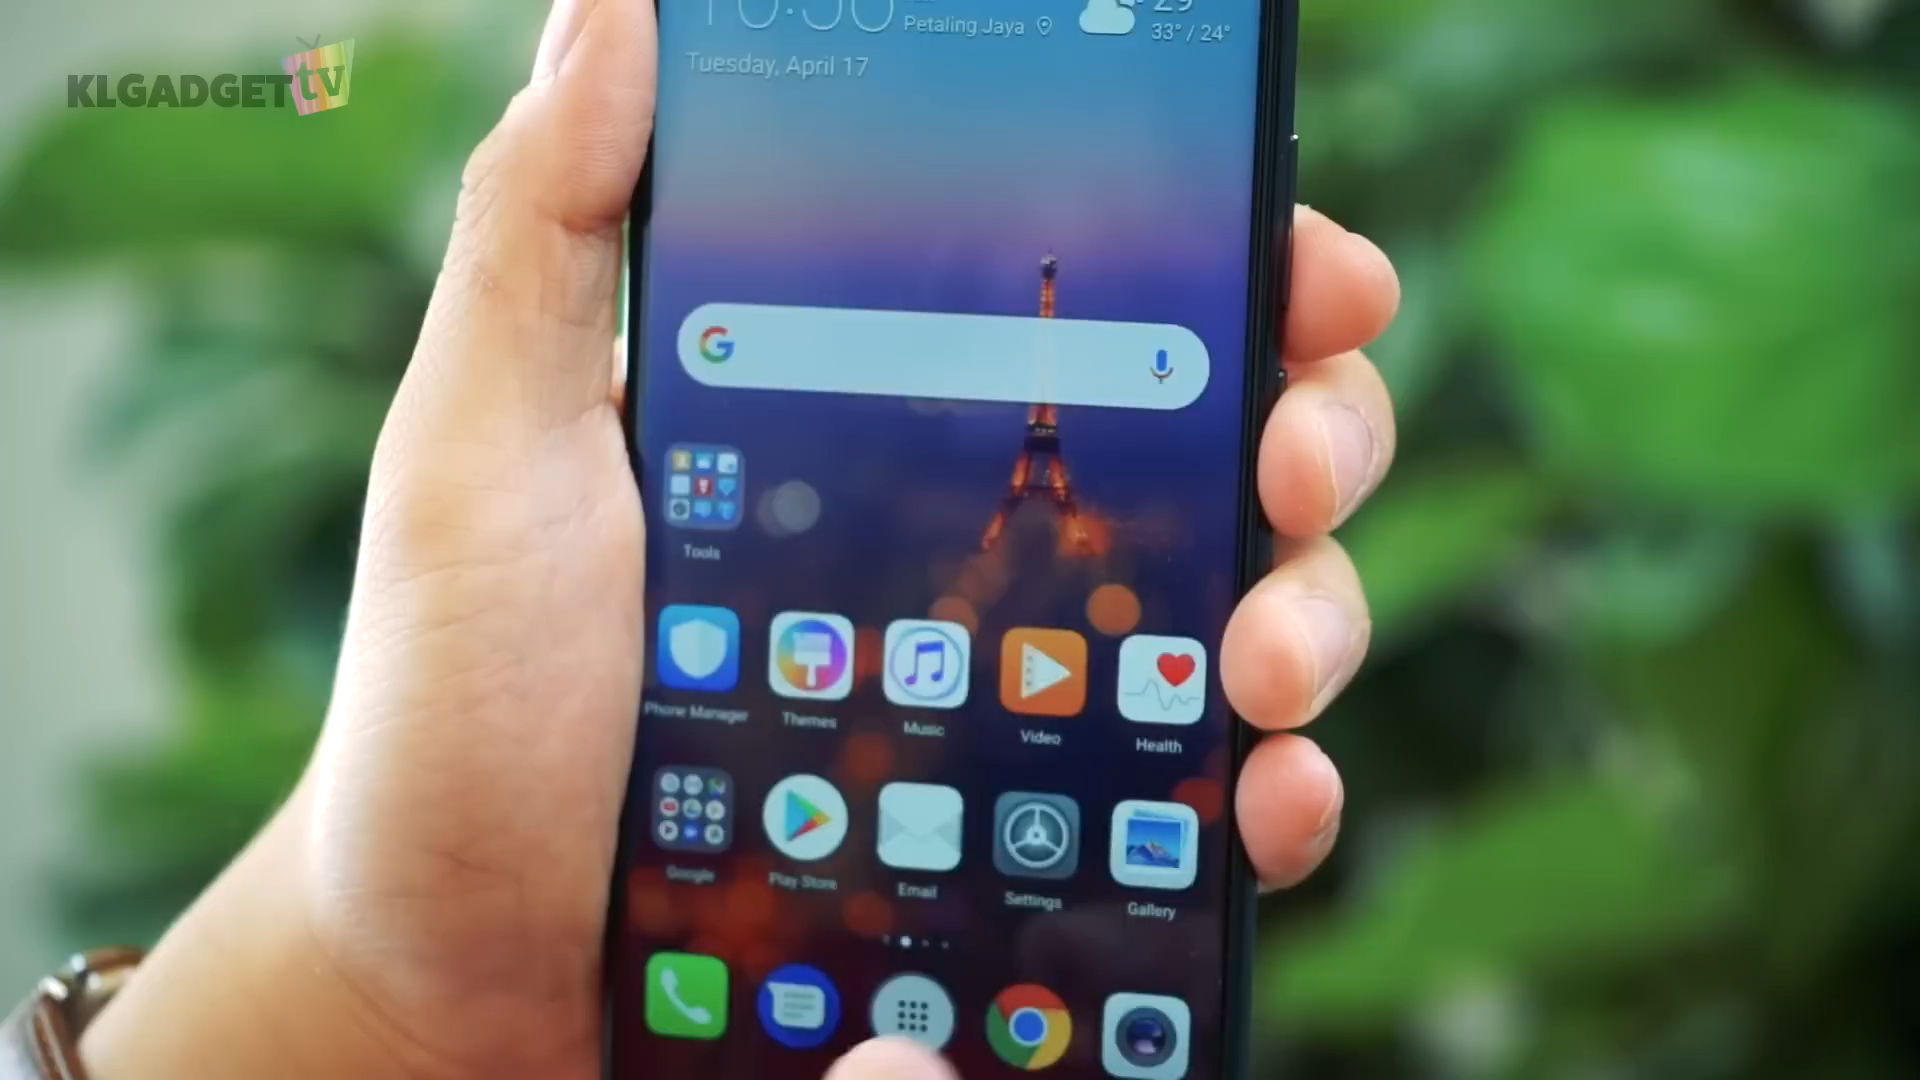 KLGADGET tv
Petaling Jaya
33° / 24°
Tuesday, April 17
G
Tools
Phone Manager
Themes
Music
Video
Health
Google
Play Store
Email
Settings
Gallery